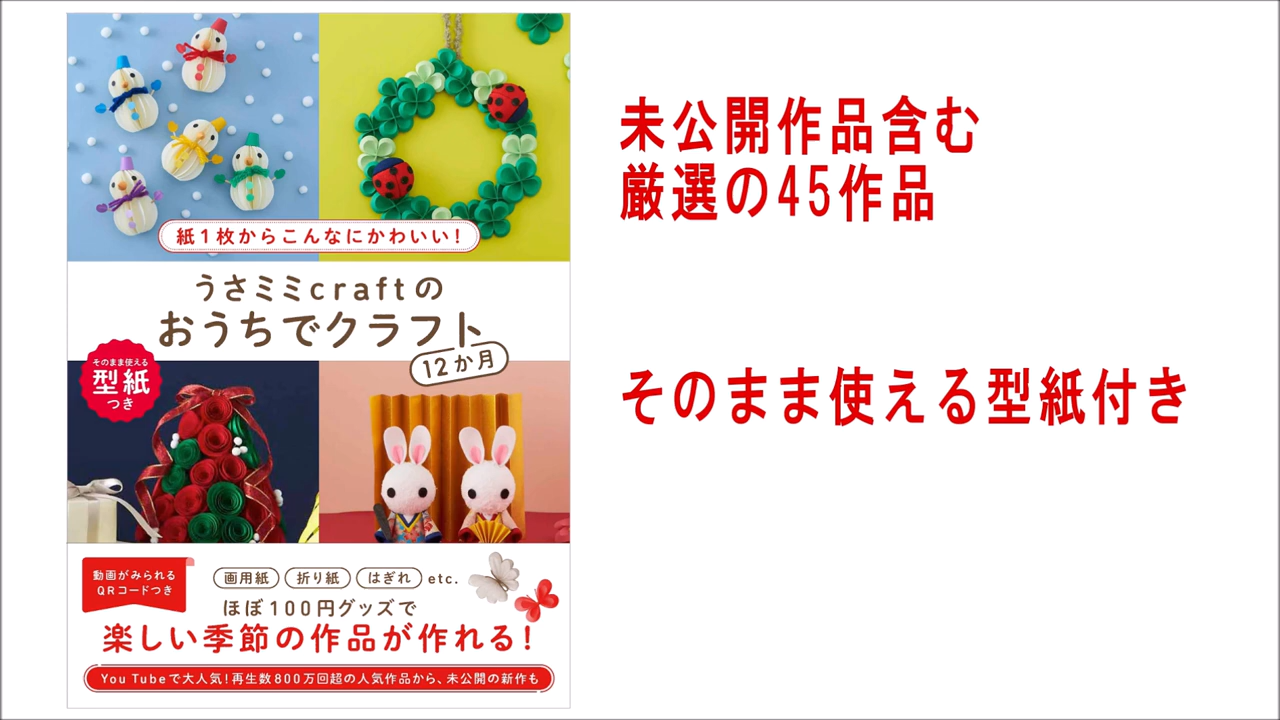 紙1枚からこんなにかわいい!
うさミミcraftの
おうちでクラフト
12か月
そのまま使える
型紙
つき
動画がみられる
QRコードつき
画用紙 折り紙 はぎれ etc.
ほぼ100円グッズで
楽しい季節の作品が作れる!
You Tubeで大人気!再生数800万回超の人気作品から、未公開の新作も
未公開作品含む
厳選の45作品
そのまま使える型紙付き